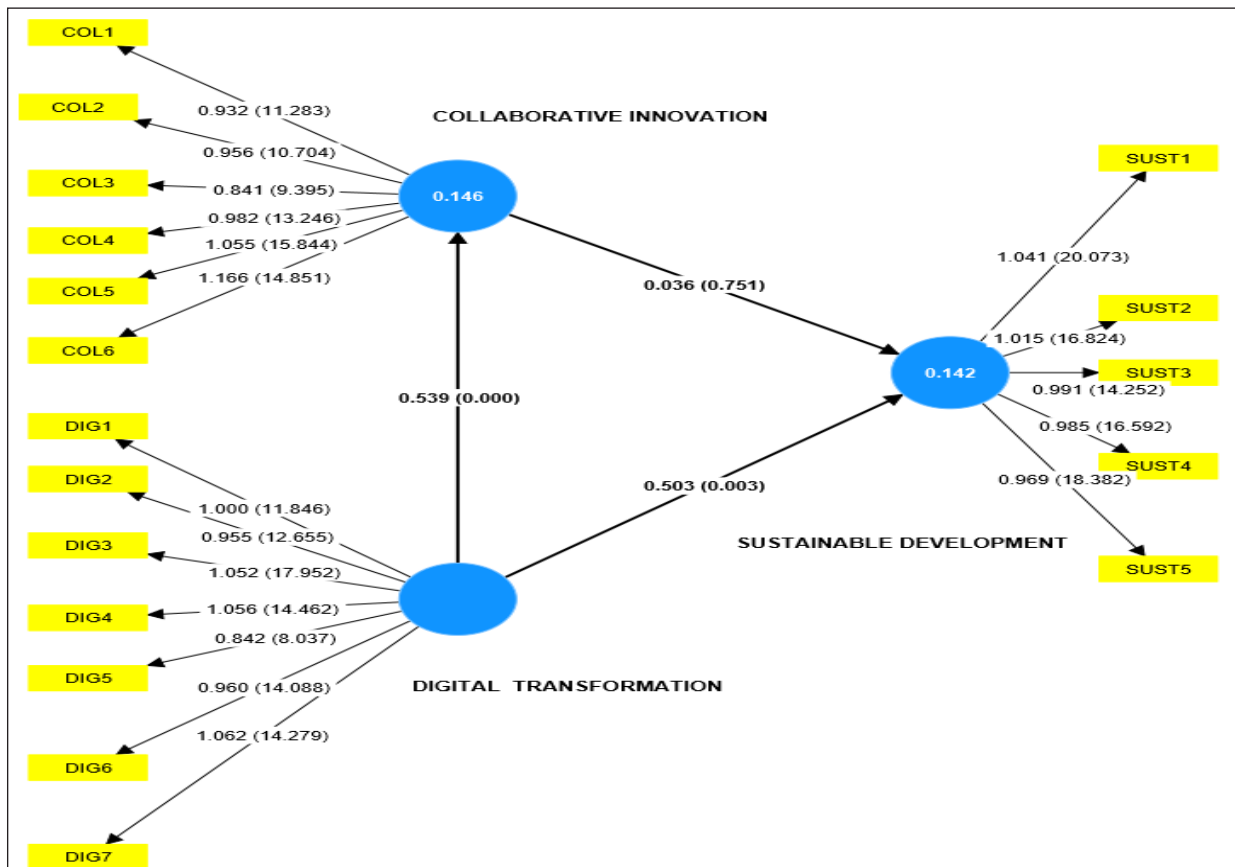 COL1
0.932 (11.283)
COL2
COLLABORATIVE INNOVATION
0.956 (10.704)
SUST1
COL3
0.841 (9.395)
0.146
COL4
0.982 (13.246)
1.055 (15.844)
COL5
1.166 (14.851)
1.041 (20.073)
0.036 (0.751)
SUST2
1.015 (16.824)
COL6
0.142
SUST3
0.991 (14.252)
0.539 (0.000)
DIG1
0.985 (16.592)
SUST4
DIG2
0.969 (18.382)
0.503 (0.003)
1.000 (11.846)
0.955 (12.655)
DIG3
SUSTAINABLE DEVELOPMENT
1.052 (17.952)
SUST5
DIG4
1.056 (14.462)
0.842 (8.037)
DIG5
0.960 (14.088)
DIGITAL TRANSFORMATION
1.062 (14.279)
DIG6
DIG7